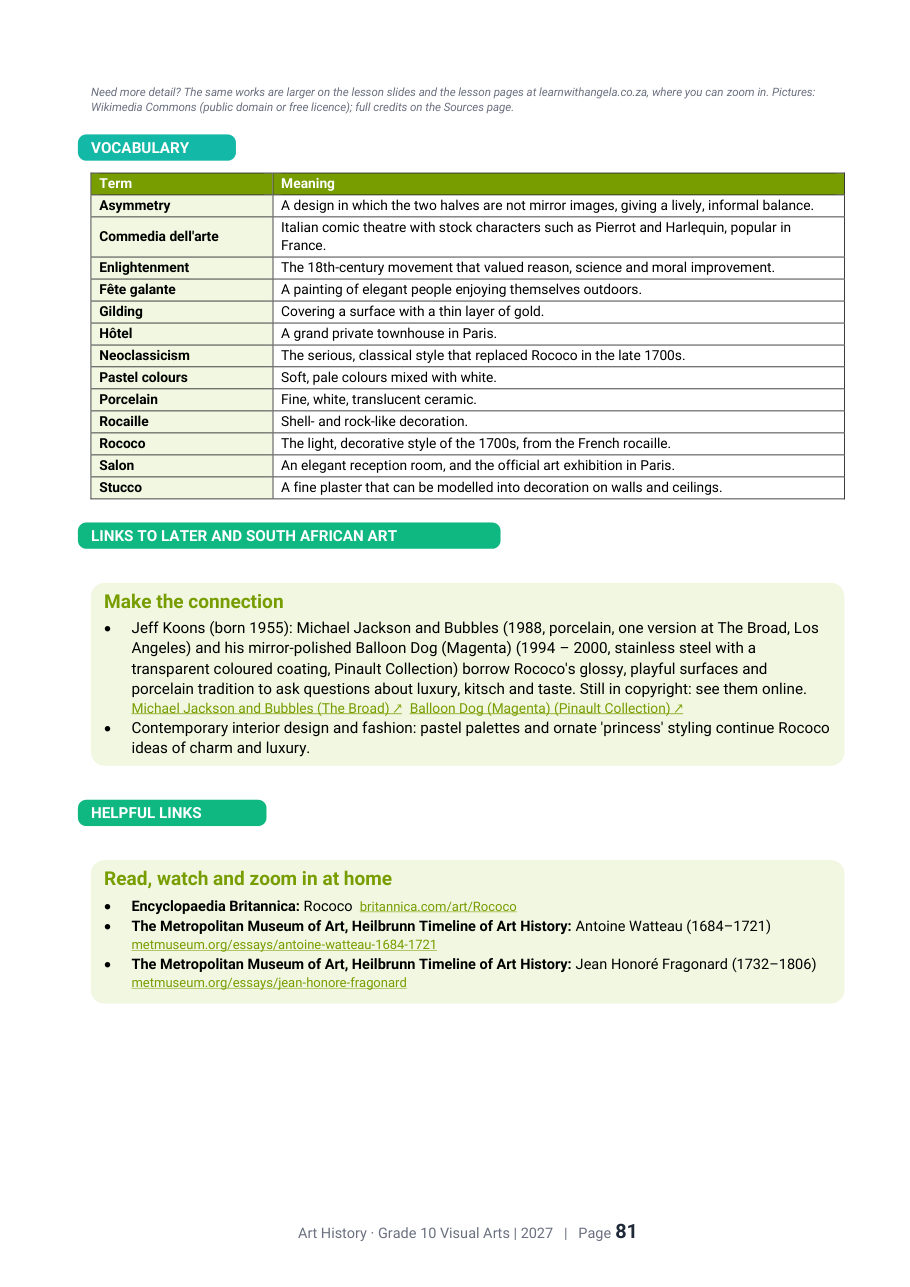 Need more detail? The same works are larger on the lesson slides and the lesson pages at learnwithangela.co.za, where you can zoom in. Pictures:
Wikimedia Commons (public domain or free licence); full credits on the Sources page.
VOCABULARY
Term Meaning
Asymmetry A design in which the two halves are not mirror images, giving a lively, informal balance.
Commedia dell'arte Italian comic theatre with stock characters such as Pierrot and Harlequin, popular in
France.
Enlightenment The 18th-century movement that valued reason, science and moral improvement.
Fête galante A painting of elegant people enjoying themselves outdoors.
Gilding Covering a surface with a thin layer of gold.
Hôtel A grand private townhouse in Paris.
Neoclassicism The serious, classical style that replaced Rococo in the late 1700s.
Pastel colours Soft, pale colours mixed with white.
Porcelain Fine, white, translucent ceramic.
Rocaille Shell- and rock-like decoration.
Rococo The light, decorative style of the 1700s, from the French rocaille.
Salon An elegant reception room, and the official art exhibition in Paris.
Stucco A fine plaster that can be modelled into decoration on walls and ceilings.
LINKS TO LATER AND SOUTH AFRICAN ART
Make the connection
• Jeff Koons (born 1955): Michael Jackson and Bubbles (1988, porcelain, one version at The Broad, Los
Angeles) and his mirror-polished Balloon Dog (Magenta) (1994 – 2000, stainless steel with a
transparent coloured coating, Pinault Collection) borrow Rococo's glossy, playful surfaces and
porcelain tradition to ask questions about luxury, kitsch and taste. Still in copyright: see them online.
Michael Jackson and Bubbles (The Broad) ↗ Balloon Dog (Magenta) (Pinault Collection) ↗
• Contemporary interior design and fashion: pastel palettes and ornate 'princess' styling continue Rococo
ideas of charm and luxury.
HELPFUL LINKS
Read, watch and zoom in at home
• Encyclopaedia Britannica: Rococo britannica.com/art/Rococo
• The Metropolitan Museum of Art, Heilbrunn Timeline of Art History: Antoine Watteau (1684–1721)
metmuseum.org/essays/antoine-watteau-1684-1721
• The Metropolitan Museum of Art, Heilbrunn Timeline of Art History: Jean Honoré Fragonard (1732–1806)
metmuseum.org/essays/jean-honore-fragonard
Art History · Grade 10 Visual Arts | 2027 | Page 81